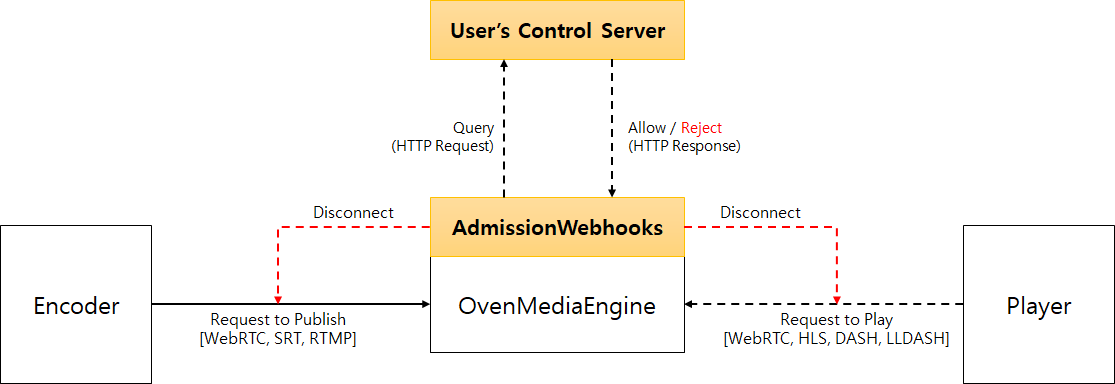 User's Control Server
Query
(HTTP Request)
Allow / Reject
(HTTP Response)
Disconnect
AdmissionWebhooks
Disconnect
Encoder
OvenMediaEngine
Player
Request to Publish
[WebRTC, SRT, RTMP]
Request to Play
[WebRTC, HLS, DASH, LLDASH]